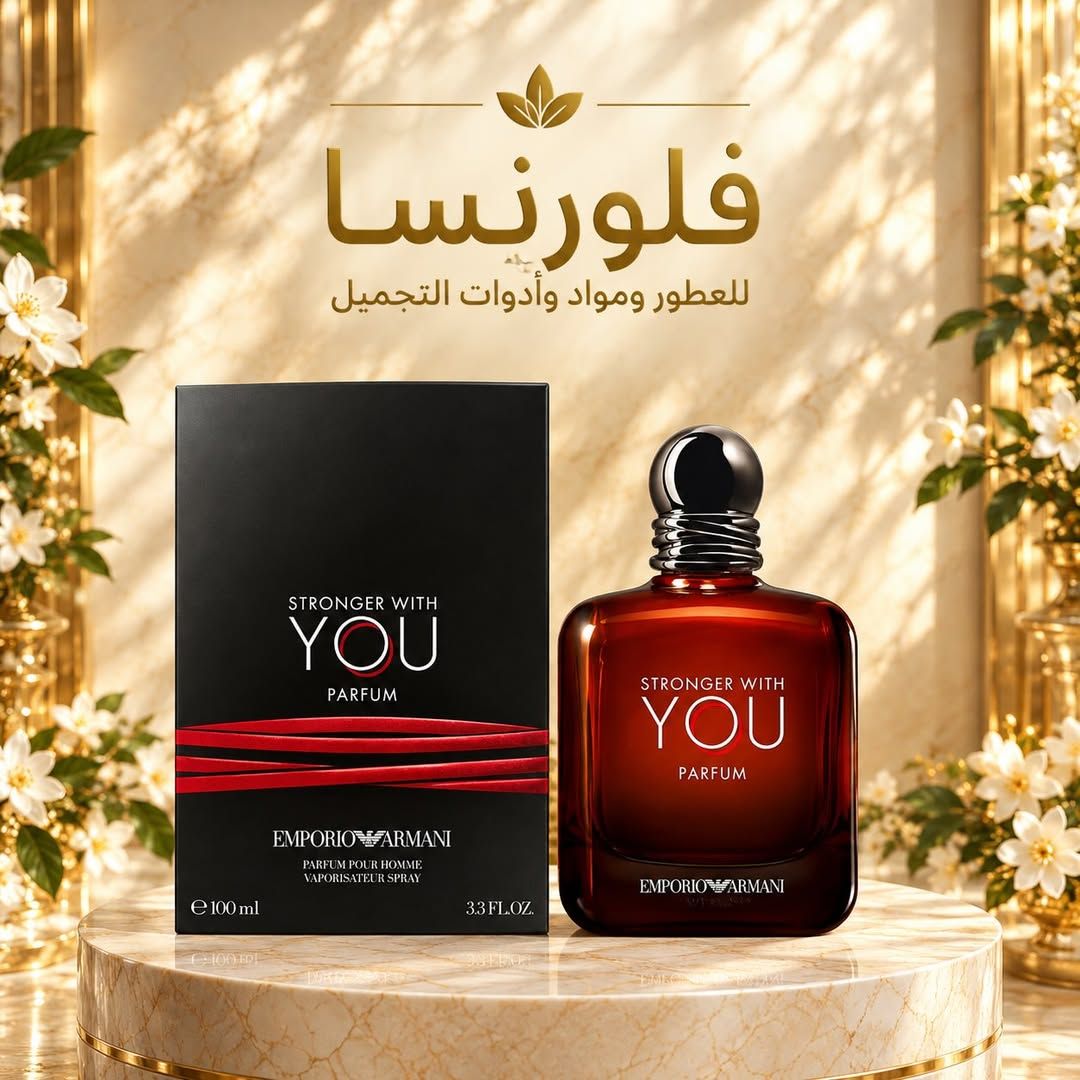 فلورنسا
للعطور ومواد وأدوات التجميل
STRONGER WITH
YOU
PARFUM
EMPORIO ARMANI
PARFUM POUR HOMME
VAPORISATEUR SPRAY
℮ 100 ml 3.3 FL.OZ.
STRONGER WITH
YOU
PARFUM
EMPORIO ARMANI